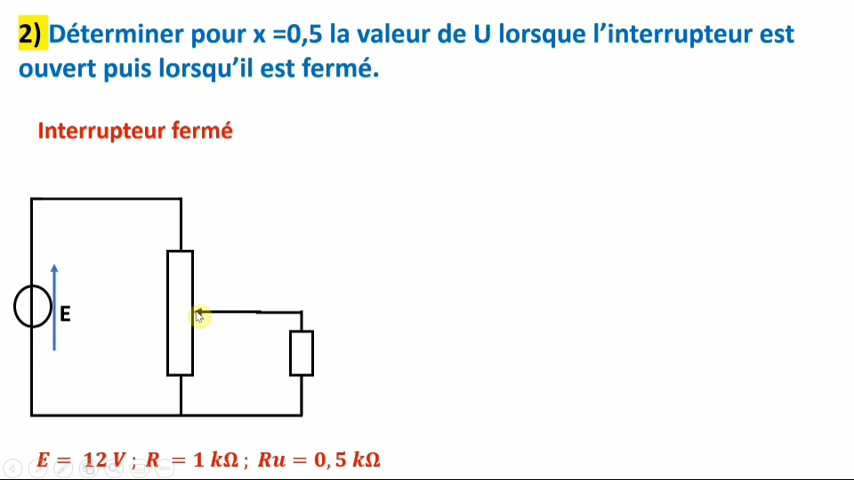 2) Déterminer pour x =0,5 la valeur de U lorsque l’interrupteur est
ouvert puis lorsqu’il est fermé.
Interrupteur fermé
E
E = 12 V ; R = 1 kΩ ; Ru = 0, 5 kΩ